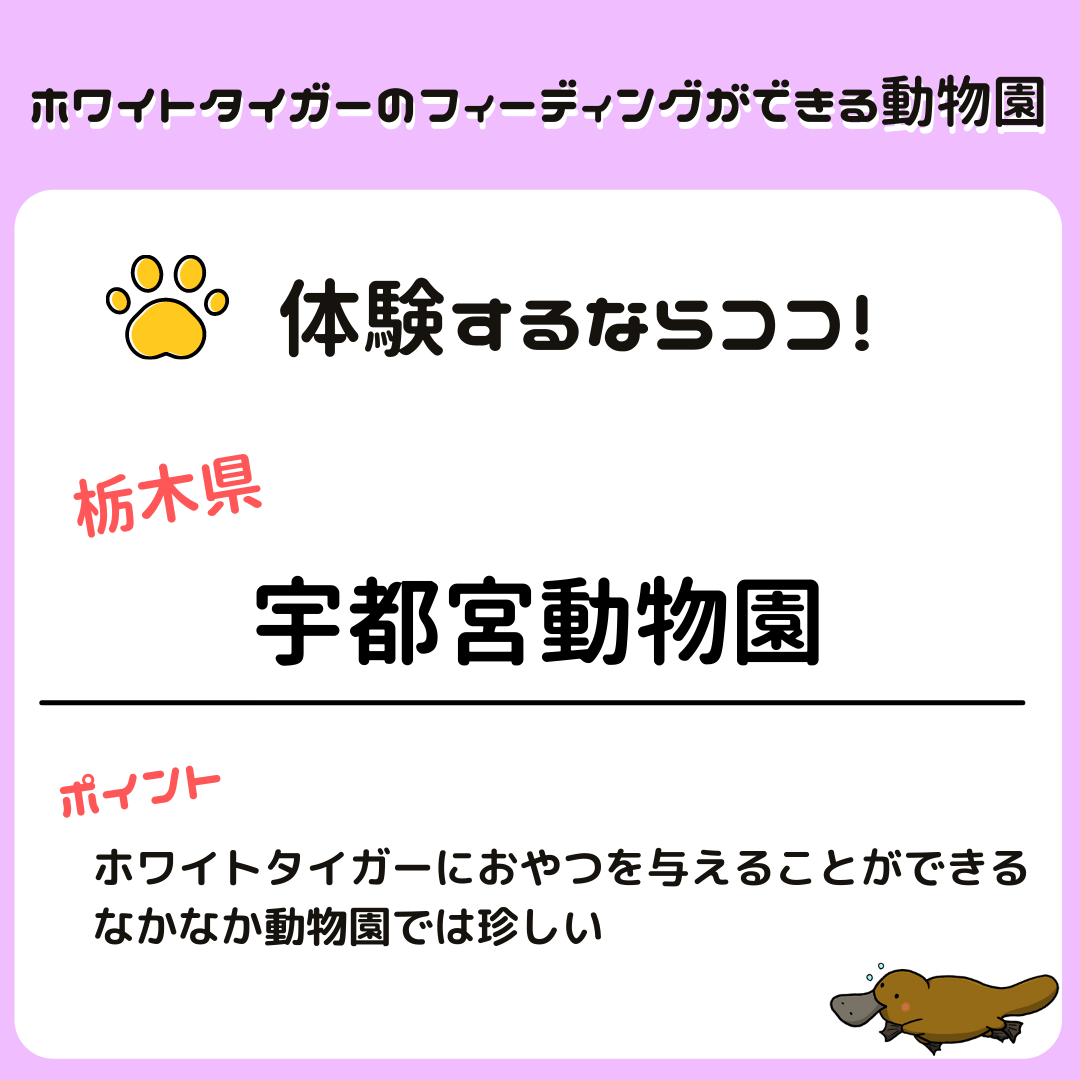 ホワイトタイガーのフィーディングができる動物園
体験するならココ!
栃木県
宇都宮動物園
ポイント
ホワイトタイガーにおやつを与えることができる
なかなか動物園では珍しい